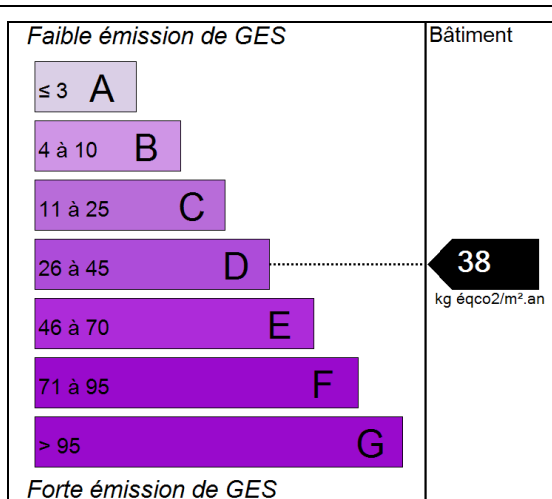 Faible émission de GES
Bâtiment
≤ 3 A
4 à 10 B
11 à 25 C
26 à 45 D
38
kg éqco2/m².an
46 à 70 E
71 à 95 F
> 95 G
Forte émission de GES